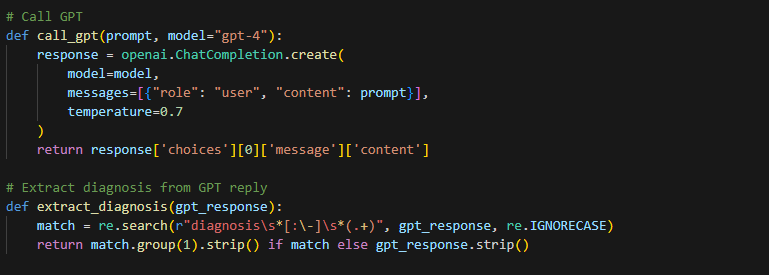 # Call GPT
def call_gpt(prompt, model="gpt-4"):
    response = openai.ChatCompletion.create(
        model=model,
        messages=[{"role": "user", "content": prompt}],
        temperature=0.7
    )
    return response['choices'][0]['message']['content']

# Extract diagnosis from GPT reply
def extract_diagnosis(gpt_response):
    match = re.search(r"diagnosis\s*[:\-]\s*(.+)", gpt_response, re.IGNORECASE)
    return match.group(1).strip() if match else gpt_response.strip()